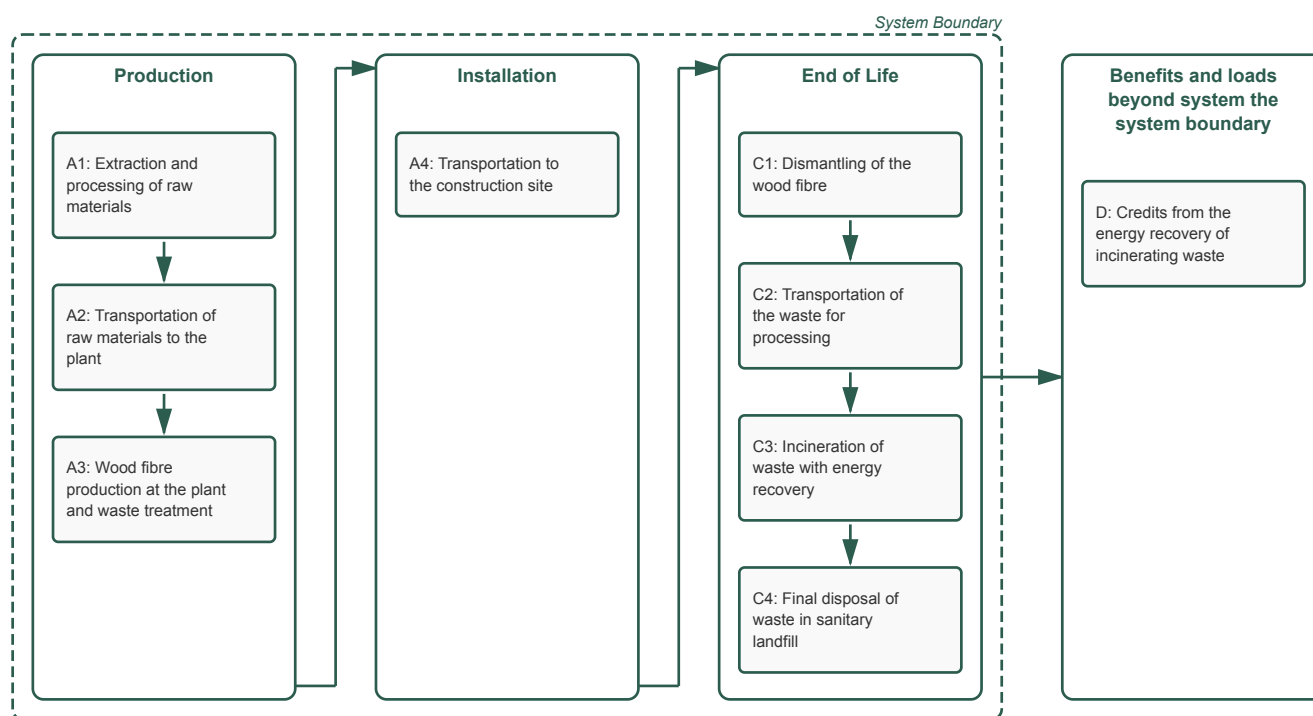 System Boundary
Production
A1: Extraction and
processing of raw
materials
A2: Transportation of
raw materials to the
plant
A3: Wood fibre
production at the plant
and waste treatment
Installation
A4: Transportation to
the construction site
End of Life
C1: Dismantling of the
wood fibre
C2: Transportation of
the waste for
processing
C3: Incineration of
waste with energy
recovery
C4: Final disposal of
waste in sanitary
landfill
Benefits and loads
beyond system the
system boundary
D: Credits from the
energy recovery of
incinerating waste